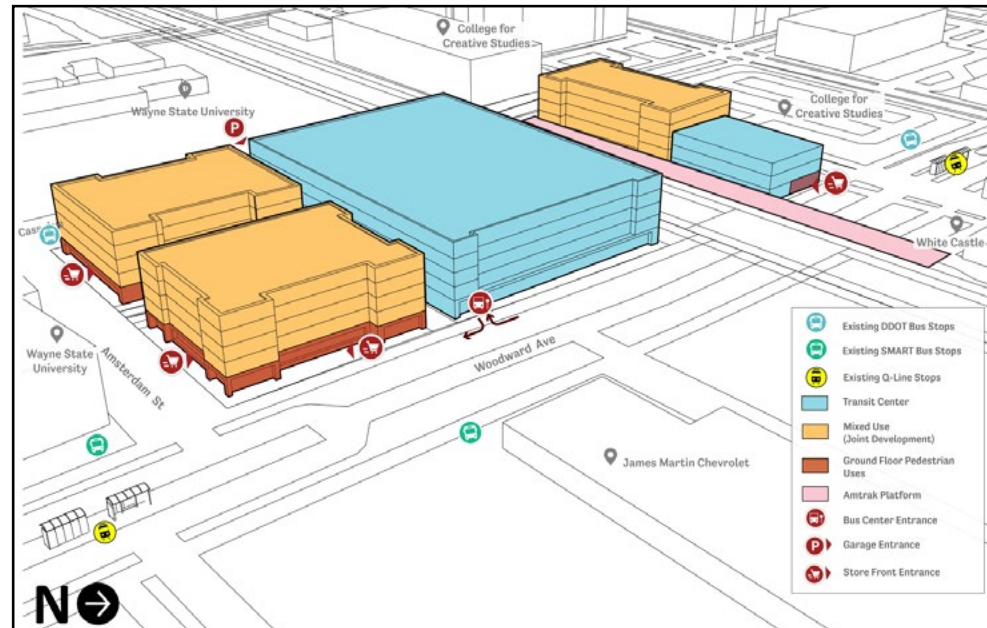 College for
Creative Studies
Wayne State University
P
College for
Creative Studies
Cass Ave
White Castle
Wayne State
University
Amsterdam St
Woodward Ave
James Martin Chevrolet
Existing DDOT Bus Stops
Existing SMART Bus Stops
Existing Q-Line Stops
Transit Center
Mixed Use
(Joint Development)
Ground Floor Pedestrian
Uses
Amtrak Platform
Bus Center Entrance
P
Garage Entrance
Store Front Entrance
N